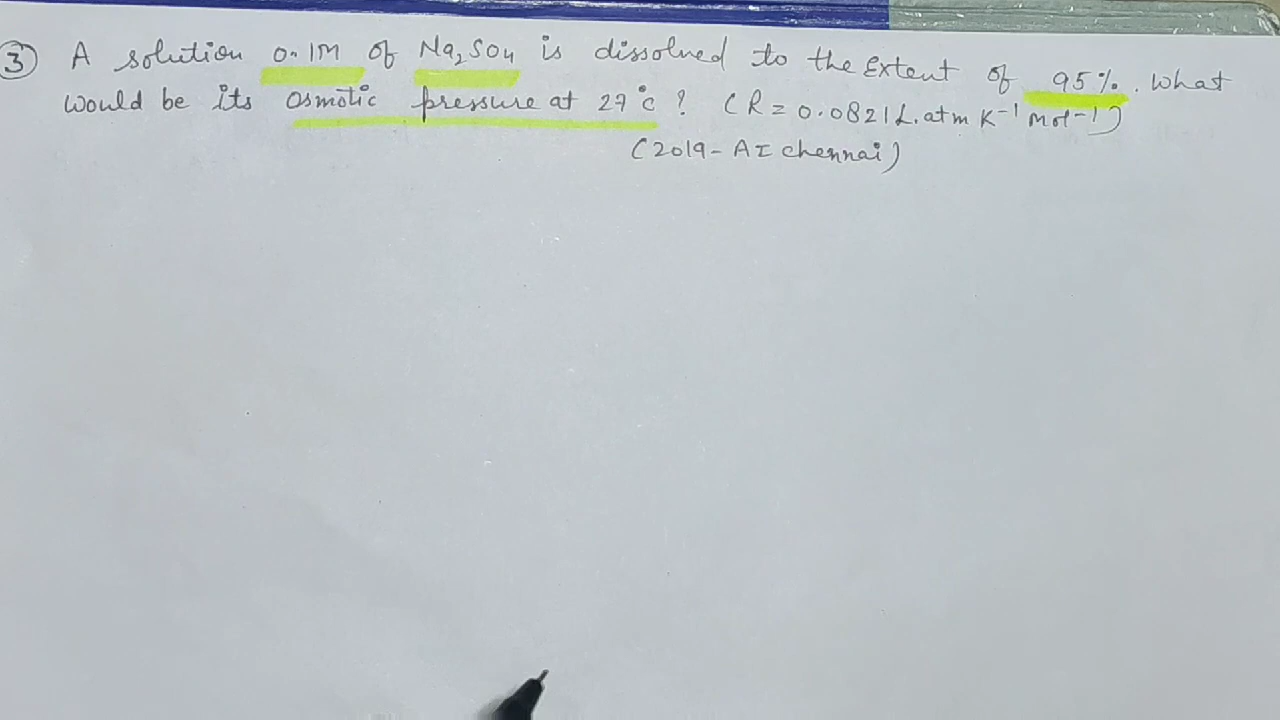 ③ A solution 0.1M of Na₂SO₄ is dissolved to the Extent of 95%. What
would be its osmotic pressure at 27°C ? (R = 0.0821 L.atm K⁻¹ mol⁻¹)
(2019 - AI chennai)